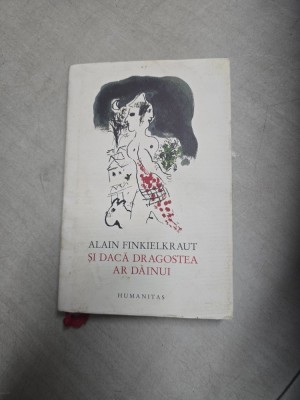 ALAIN FINKIELKRAUT
ȘI DACĂ DRAGOSTEA
AR DĂINUI
HUMANITAS